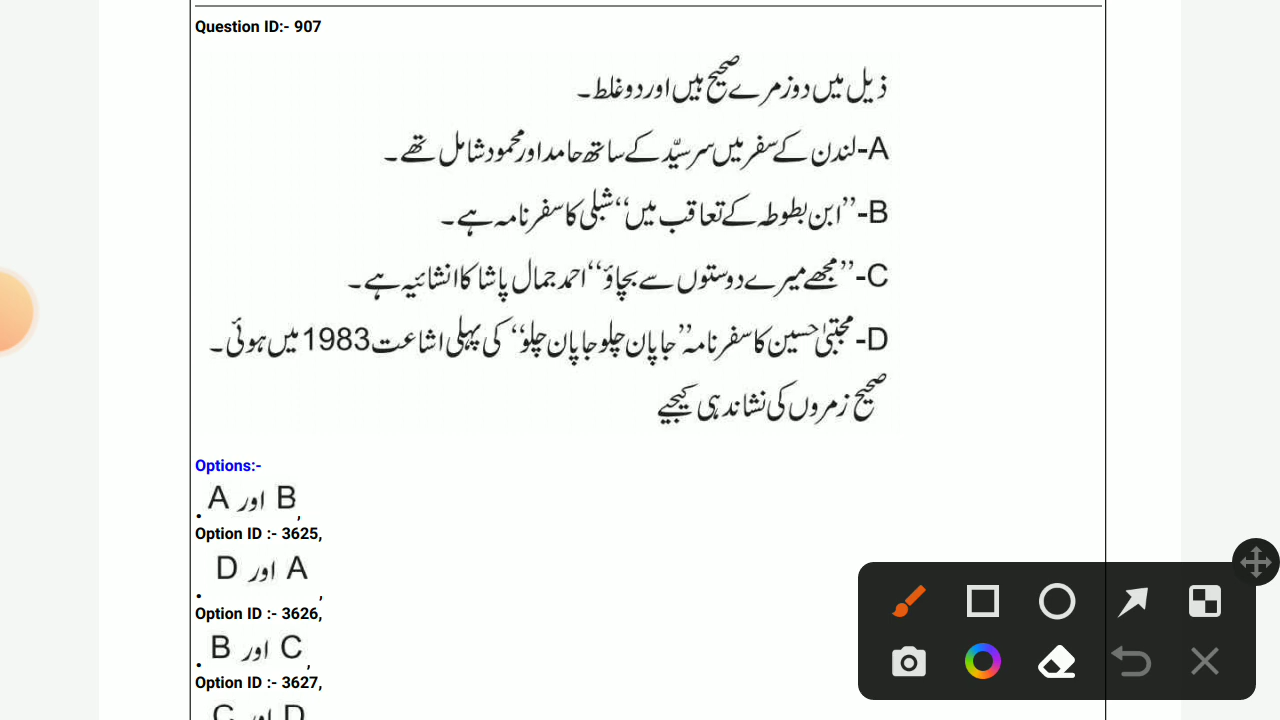 Question ID:- 907
ذیل میں دو زمرے صحیح ہیں اور دو غلط۔
A-لندن کے سفر میں سرسیّد کے ساتھ حامد اور محمود شامل تھے۔
B-’’ابن بطوطہ کے تعاقب میں‘‘ شبلی کا سفرنامہ ہے۔
C-’’مجھے میرے دوستوں سے بچاؤ‘‘ احمد جمال پاشا کا انشائیہ ہے۔
D-مجتبیٰ حسین کا سفرنامہ ’’جاپان چلو جاپان چلو‘‘ کی پہلی اشاعت 1983 میں ہوئی۔
صحیح زمروں کی نشاندہی کیجیے
Options:-
• A اور B,
Option ID :- 3625,
• D اور A,
Option ID :- 3626,
• B اور C,
Option ID :- 3627,
C اور D